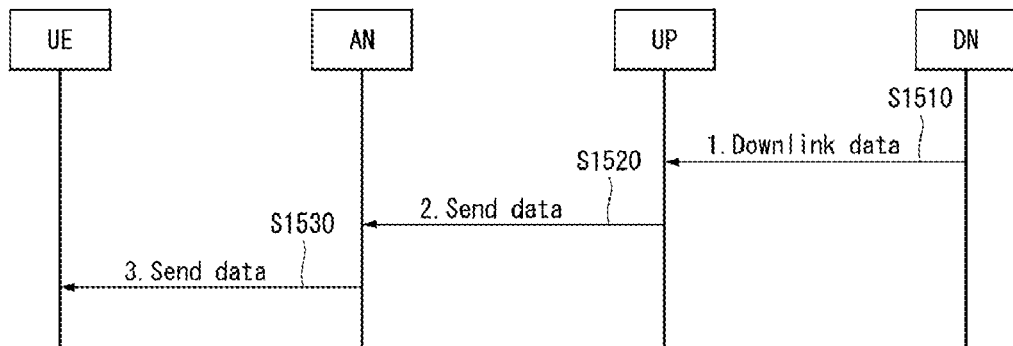 UE AN UP DN
S1510
1.Downlink data
S1520
2.Send data
S1530
3.Send data